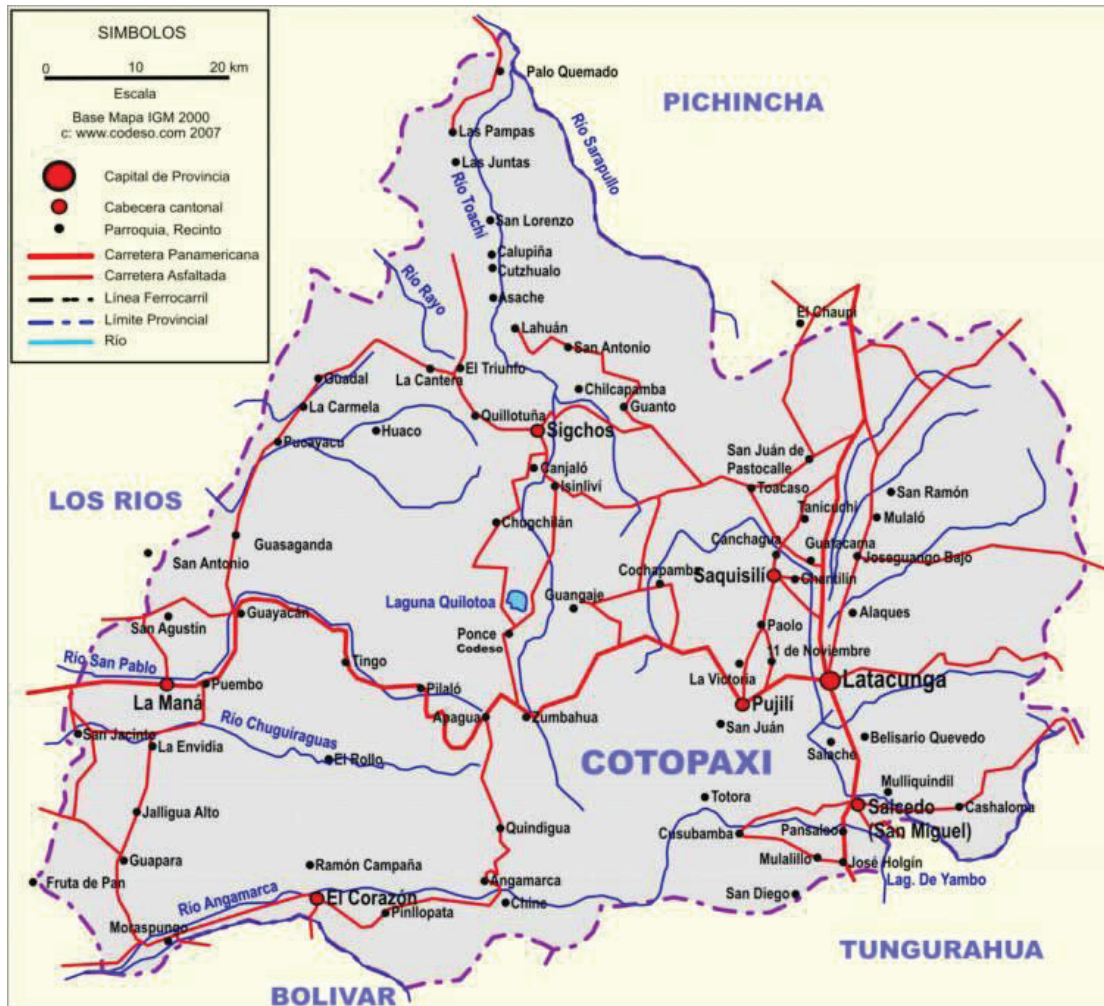 SIMBOLOS
0 10 20 km
Escala
Base Mapa IGM 2000
c: www.codeso.com 2007
Capital de Provincia
Cabecera cantonal
Parroquia, Recinto
Carretera Panamericana
Carretera Asfaltada
Línea Ferrocarril
Límite Provincial
Río
Palo Quemado
PICHINCHA
Las Pampas
Río Sarapullo
Las Juntas
Río Toachi
San Lorenzo
Calupiña
Cutzhualo
Río Rayo
Asache
El Chaupi
Lahuán
San Antonio
La Cantera
El Triunfo
Guadal
Chilcapamba
La Carmela
Quillotuña
Guanto
Huaco
Sigchos
Pucayacu
San Juán de
Pastocalle
Canjaló
Isinliví
Toacaso
San Ramón
LOS RIOS
Tanicuchi
Chugchilán
Mulaló
Guasaganda
San Antonio
Canchagua
Guatacama
Joseguango Bajo
Saquisilí
Chantilín
Cochapamba
Laguna Quilotoa
Guangaje
Guayacán
Alaques
San Agustín
Ponce
Codeso
Paolo
11 de Noviembre
Río San Pablo
Tingo
La Victoria
Latacunga
La Maná
Puembo
Pilaló
Pujilí
Apagua
Zumbahua
San Juán
Río Chuguiraguas
San Jacinto
La Envidia
El Rollo
COTOPAXI
Salache
Belisario Quevedo
Mulliquindil
Totora
Salcedo
(San Miguel)
Cashaloma
Jalligua Alto
Quindigua
Cusubamba
Pansaleo
Guapara
Ramón Campaña
Mulalillo
José Holgín
Fruta de Pan
Angamarca
Lag. De Yambo
Río Angamarca
El Corazón
Chine
San Diego
Pinllopata
Moraspungo
TUNGURAHUA
BOLIVAR